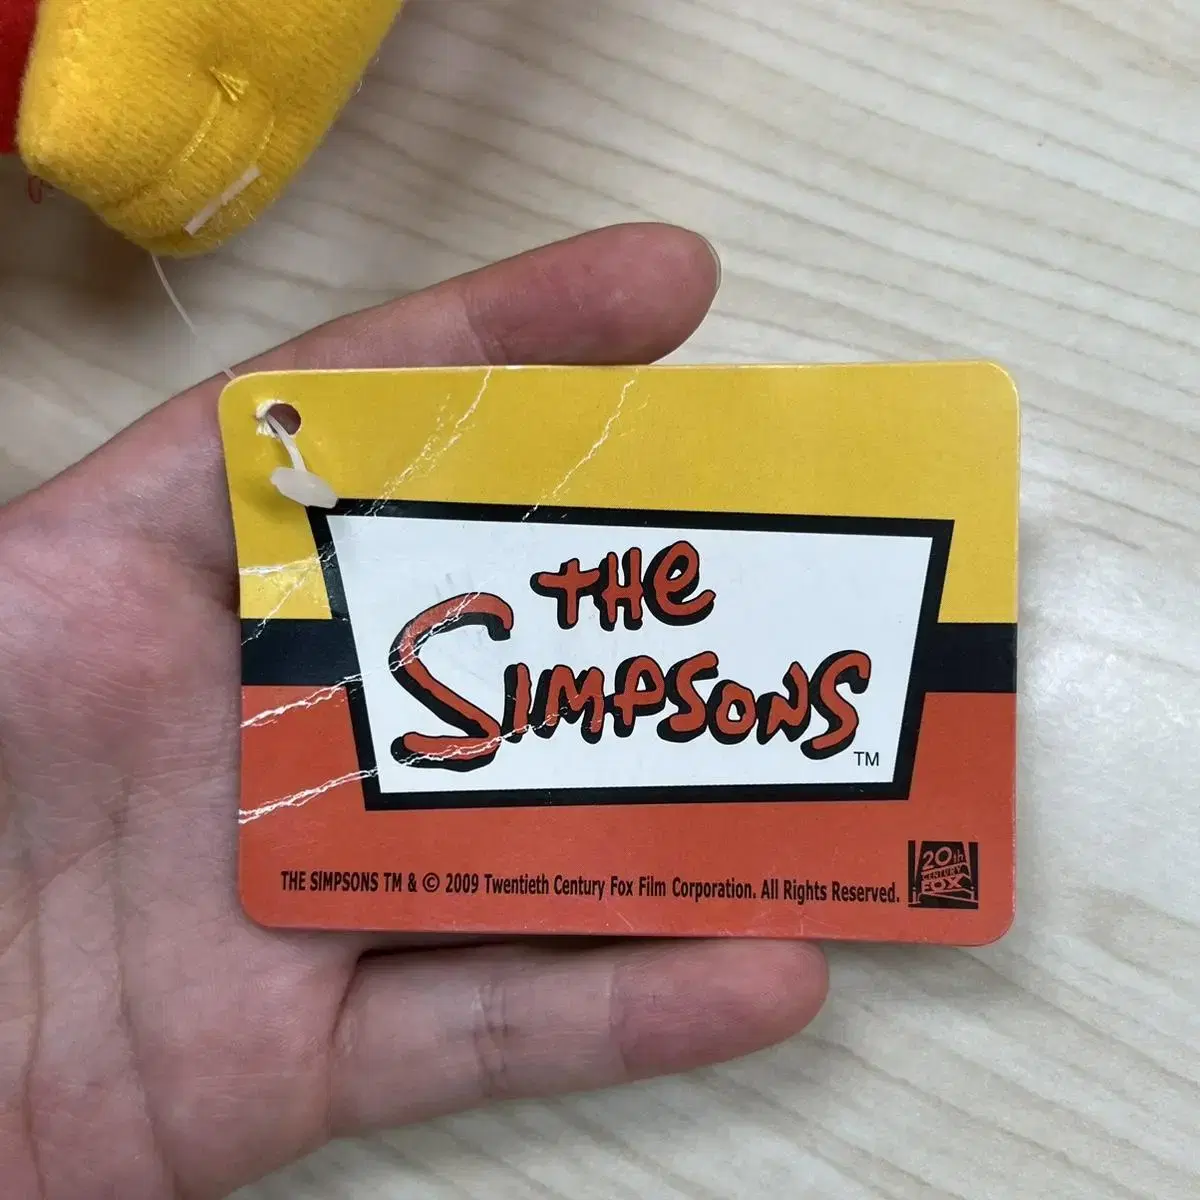 THE
SIMPSONS
TM
THE SIMPSONS TM & © 2009 Twentieth Century Fox Film Corporation. All Rights Reserved.
20th
CENTURY
FOX